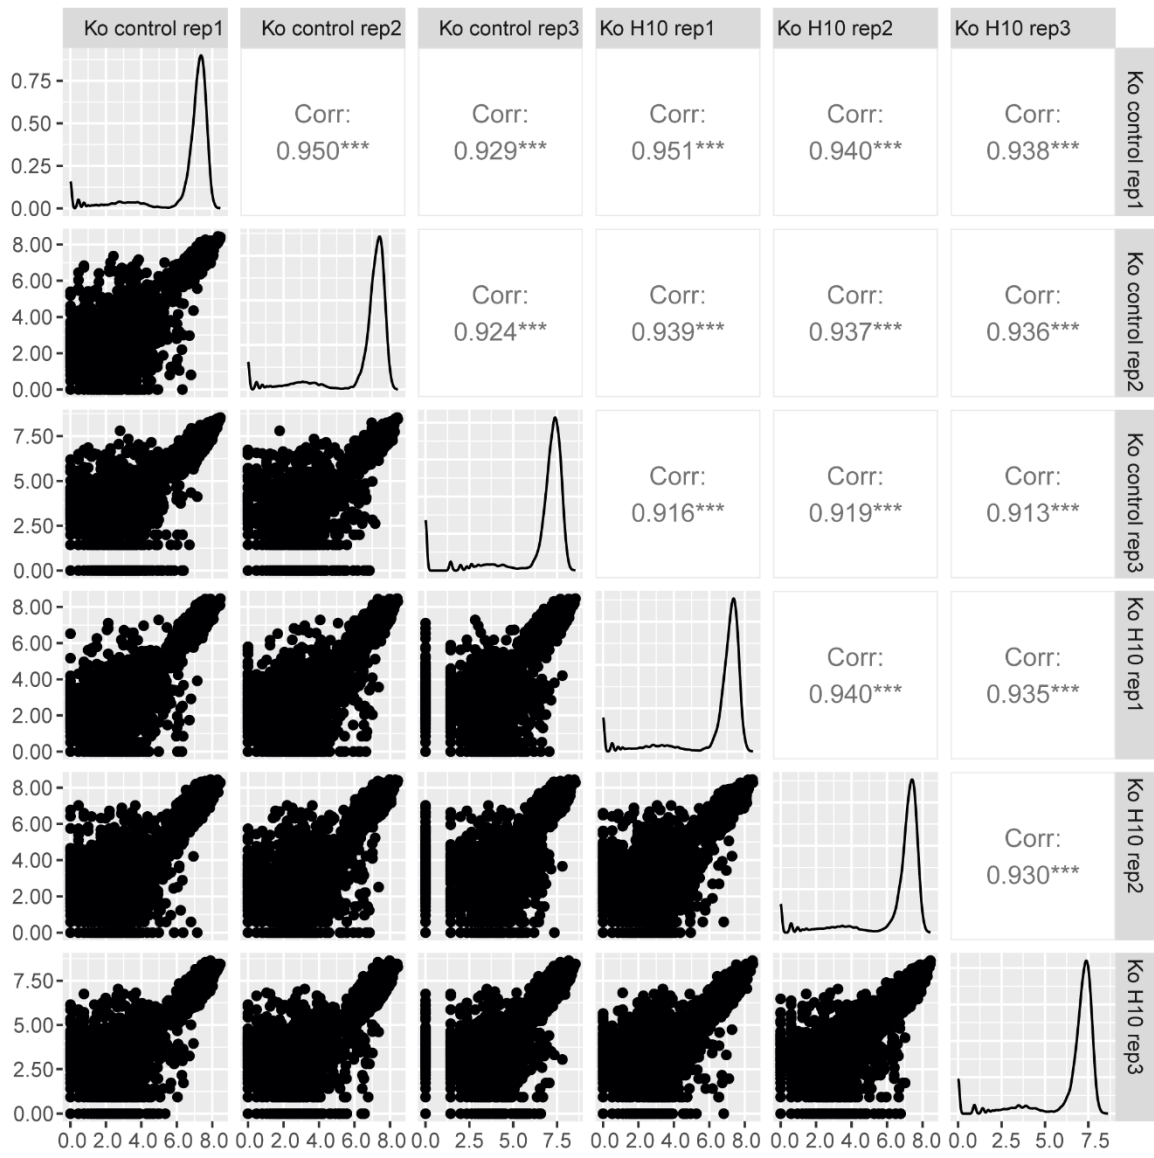 Ko control rep1 Ko control rep2 Ko control rep3 Ko H10 rep1 Ko H10 rep2 Ko H10 rep3
0.75
0.50
0.25
0.00
Corr:
0.950***
Corr:
0.929***
Corr:
0.951***
Corr:
0.940***
Corr:
0.938***
Ko control rep1
8.00
6.00
4.00
2.00
0.00
Corr:
0.924***
Corr:
0.939***
Corr:
0.937***
Corr:
0.936***
Ko control rep2
7.50
5.00
2.50
0.00
Corr:
0.916***
Corr:
0.919***
Corr:
0.913***
Ko control rep3
8.00
6.00
4.00
2.00
0.00
Corr:
0.940***
Corr:
0.935***
Ko H10 rep1
8.00
6.00
4.00
2.00
0.00
Corr:
0.930***
Ko H10 rep2
7.50
5.00
2.50
0.00
Ko H10 rep3
0.0 2.0 4.0 6.0 8.0 0.0 2.0 4.0 6.0 8.0 0.0 2.5 5.0 7.5 0.0 2.0 4.0 6.0 8.0 0.0 2.0 4.0 6.0 8.0 0.0 2.5 5.0 7.5